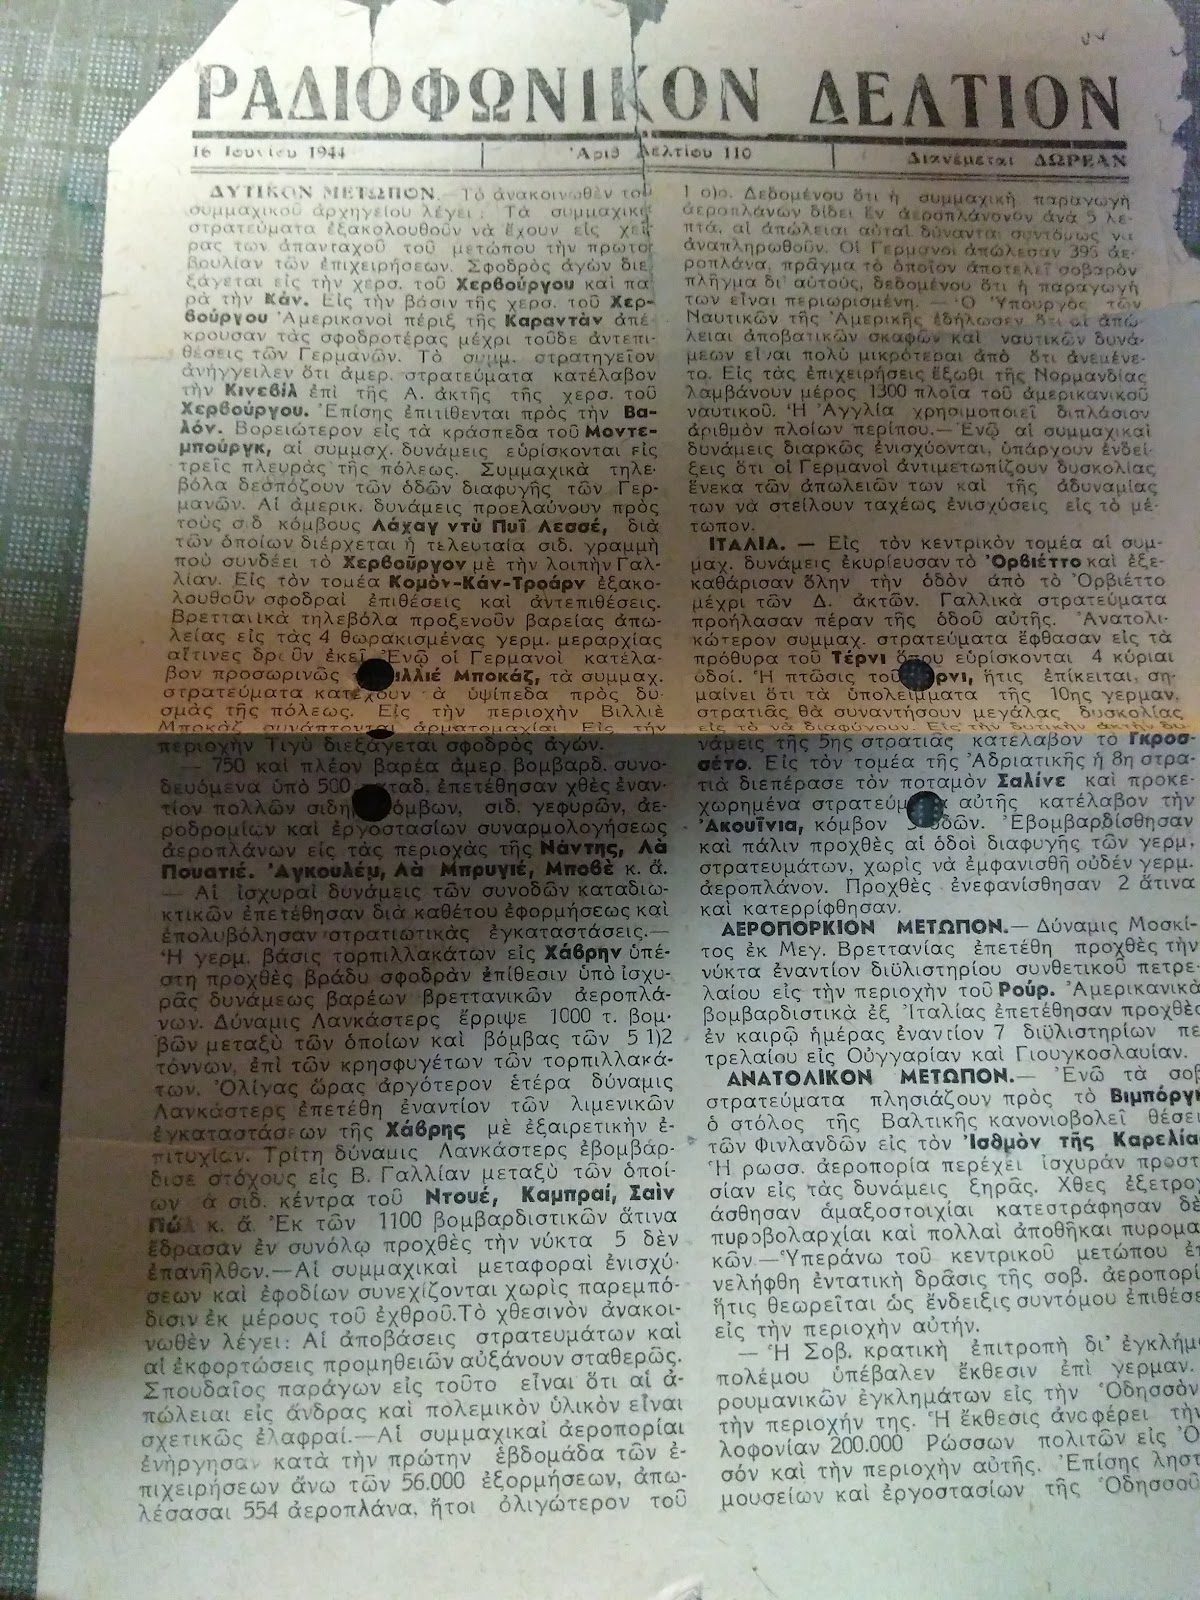 ΡΑΔΙΟΦΩΝΙΚΟΝ ΔΕΛΤΙΟΝ
16 Ιουνίου 1944 Ἀριθ Δελτίου 110 Διανέμεται ΔΩΡΕΑΝ
ΔΥΤΙΚΟΝ ΜΕΤΩΠΟΝ.—Τὸ ἀνακοινωθὲν τοῦ
συμμαχικοῦ ἀρχηγείου λέγει: Τὰ συμμαχικὰ
στρατεύματα ἐξακολουθοῦν νὰ ἔχουν εἰς χεῖ
ρας των ἁπανταχοῦ τοῦ μετώπου τὴν πρωτο
βουλίαν τῶν ἐπιχειρήσεων. Σφοδρὸς ἀγὼν διε
ξάγεται εἰς τὴν χερσ. τοῦ Χερβούργου καὶ πα
ρὰ τὴν Κάν. Εἰς τὴν βάσιν τῆς χερσ. τοῦ Χερ-
βούργου Ἀμερικανοὶ πέριξ τῆς Καραντὰν ἀπέ
κρουσαν τὰς σφοδροτέρας μέχρι τοῦδε ἀντεπι-
θέσεις τῶν Γερμανῶν. Τὸ συμμ. στρατηγεῖον
ἀνήγγειλεν ὅτι ἀμερ. στρατεύματα κατέλαβον
τὴν Κινεβὶλ ἐπὶ τῆς Α. ἀκτῆς τῆς χερσ. τοῦ
Χερβούργου. Ἐπίσης ἐπιτίθενται πρὸς τὴν Βα-
λόν. Βορειώτερον εἰς τὰ κράσπεδα τοῦ Μοντε-
μπούργκ, αἱ συμμαχ. δυνάμεις εὑρίσκονται εἰς
τρεῖς πλευρὰς τῆς πόλεως. Συμμαχικὰ τηλε-
βόλα δεσπόζουν τῶν ὁδῶν διαφυγῆς τῶν Γερ-
μανῶν. Αἱ ἀμερικ. δυνάμεις προελαύνουν πρὸς
τοὺς σιδ κόμβους Λάχαγ ντὺ Πυῒ Λεσσέ, διὰ
τῶν ὁποίων διέρχεται ἡ τελευταία σιδ. γραμμὴ
ποὺ συνδέει τὸ Χερβοῦργον μὲ τὴν λοιπὴν Γαλ-
λίαν. Εἰς τὸν τομέα Κομὸν-Κάν-Τροάρν ἐξακο-
λουθοῦν σφοδραὶ ἐπιθέσεις καὶ ἀντεπιθέσεις.
Βρεττανικὰ τηλεβόλα προξενοῦν βαρείας ἀπω-
λείας εἰς τὰς 4 θωρακισμένας γερμ. μεραρχίας
αἵτινες δροῦν ἐκεῖ. Ἐνῷ οἱ Γερμανοὶ κατέλα-
βον προσωρινῶς ιλλιέ Μποκάζ, τὰ συμμαχ.
στρατεύματα κατέχουν τὰ ὑψίπεδα πρὸς δυ-
σμὰς τῆς πόλεως. Εἰς τὴν περιοχὴν Βιλλιὲ
Μποκὰζ συνάπτονται ἁρματομαχίαι Εἰς τὴν
περιοχὴν Τιγὺ διεξάγεται σφοδρὸς ἀγών.
— 750 καὶ πλέον βαρέα ἀμερ. βομβαρδ. συνο-
δευόμενα ὑπὸ 500 καταδ. ἐπετέθησαν χθὲς ἐναν-
τίον πολλῶν σιδη κόμβων, σιδ. γεφυρῶν, ἀε-
ροδρομίων καὶ ἐργοστασίων συναρμολογήσεως
ἀεροπλάνων εἰς τὰς περιοχὰς τῆς Νάντης, Λὰ
Πουατιέ. Ἀγκουλέμ, Λὰ Μπρυγιέ, Μποβὲ κ. ἄ.
— Αἱ ἰσχυραὶ δυνάμεις τῶν συνοδῶν καταδιω-
κτικῶν ἐπετέθησαν διὰ καθέτου ἐφορμήσεως καὶ
ἐπολυβόλησαν στρατιωτικὰς ἐγκαταστάσεις.—
Ἡ γερμ. βάσις τορπιλλακάτων εἰς Χάβρην ὑπέ-
στη προχθὲς βράδυ σφοδρὰν ἐπίθεσιν ὑπὸ ἰσχυ-
ρᾶς δυνάμεως βαρέων βρεττανικῶν ἀεροπλά-
νων. Δύναμις Λανκάστερς ἔρριψε 1000 τ. βομ-
βῶν μεταξὺ τῶν ὁποίων καὶ βόμβας τῶν 5 1)2
τόννων, ἐπὶ τῶν κρησφυγέτων τῶν τορπιλλακά-
των. Ὀλίγας ὥρας ἀργότερον ἑτέρα δύναμις
Λανκάστερς ἐπετέθη ἐναντίον τῶν λιμενικῶν
ἐγκαταστάσεων τῆς Χάβρης μὲ ἐξαιρετικὴν ἐ-
πιτυχίαν. Τρίτη δύναμις Λανκάστερς ἐβομβάρ-
δισε στόχους εἰς Β. Γαλλίαν μεταξὺ τῶν ὁποί-
ων ά σιδ. κέντρα τοῦ Ντουέ, Καμπραί, Σαὶν
Πὼλ κ. ἄ. Ἐκ τῶν 1100 βομβαρδιστικῶν ἅτινα
ἔδρασαν ἐν συνόλῳ προχθὲς τὴν νύκτα 5 δὲν
ἐπανῆλθον.—Αἱ συμμαχικαὶ μεταφοραὶ ἐνισχύ-
σεων καὶ ἐφοδίων συνεχίζονται χωρὶς παρεμπό-
δισιν ἐκ μέρους τοῦ ἐχθροῦ.Τὸ χθεσινὸν ἀνακοι-
νωθὲν λέγει: Αἱ ἀποβάσεις στρατευμάτων καὶ
αἱ ἐκφορτώσεις προμηθειῶν αὐξάνουν σταθερῶς.
Σπουδαῖος παράγων εἰς τοῦτο εἶναι ὅτι αἱ ἀ-
πώλειαι εἰς ἄνδρας καὶ πολεμικὸν ὑλικὸν εἶναι
σχετικῶς ἐλαφραί.—Αἱ συμμαχικαὶ ἀεροπορίαι
ἐνήργησαν κατὰ τὴν πρώτην ἑβδομάδα τῶν ἐ-
πιχειρήσεων ἄνω τῶν 56.000 ἐξορμήσεων, ἀπω-
λέσασαι 554 ἀεροπλάνα, ἤτοι ὀλιγώτερον τοῦ
1 ο)ο. Δεδομένου ὅτι ἡ συμμαχικὴ παραγωγὴ
ἀεροπλάνων δίδει ἓν ἀεροπλάνον ἀνὰ 5 λε-
πτά, αἱ ἀπώλειαι αὐταὶ δύνανται συντόμως νὰ
ἀναπληρωθοῦν. Οἱ Γερμανοὶ ἀπώλεσαν 395 ἀε-
ροπλάνα, πρᾶγμα τὸ ὁποῖον ἀποτελεῖ σοβαρὸν
πλῆγμα δι' αὐτούς, δεδομένου ὅτι ἡ παραγωγή
των εἶναι περιωρισμένη. — Ὁ Ὑπουργὸς τῶν
Ναυτικῶν τῆς Ἀμερικῆς ἐδήλωσεν ὅτι αἱ ἀπώ-
λειαι ἀποβατικῶν σκαφῶν καὶ ναυτικῶν δυνά-
μεων εἶναι πολὺ μικρότεραι ἀπὸ ὅτι ἀνεμένε-
το. Εἰς τὰς ἐπιχειρήσεις ἔξωθι τῆς Νορμανδίας
λαμβάνουν μέρος 1300 πλοῖα τοῦ ἀμερικανικοῦ
ναυτικοῦ. Ἡ Ἀγγλία χρησιμοποιεῖ διπλάσιον
ἀριθμὸν πλοίων περίπου.—Ἐνῷ αἱ συμμαχικαὶ
δυνάμεις διαρκῶς ἐνισχύονται, ὑπάρχουν ἐνδεί-
ξεις ὅτι οἱ Γερμανοὶ ἀντιμετωπίζουν δυσκολίας
ἕνεκα τῶν ἀπωλειῶν των καὶ τῆς ἀδυναμίας
των νὰ στείλουν ταχέως ἐνισχύσεις εἰς τὸ μέ-
τωπον.
ΙΤΑΛΙΑ. — Εἰς τὸν κεντρικὸν τομέα αἱ συμ-
μαχ. δυνάμεις ἐκυρίευσαν τὸ Ὀρβιέττο καὶ ἐξε-
καθάρισαν ὅλην τὴν ὁδὸν ἀπὸ τὸ Ὀρβιέττο
μέχρι τῶν Δ. ἀκτῶν. Γαλλικὰ στρατεύματα
προήλασαν πέραν τῆς ὁδοῦ αὐτῆς. Ἀνατολι-
κώτερον συμμαχ. στρατεύματα ἔφθασαν εἰς τὰ
πρόθυρα τοῦ Τέρνι ὅπου εὑρίσκονται 4 κύριαι
ὁδοί. Ἡ πτῶσις τοῦ ρνι, ἥτις ἐπίκειται, ση-
μαίνει ὅτι τὰ ὑπολείμματα τῆς 10ης γερμαν.
στρατιᾶς θὰ συναντήσουν μεγάλας δυσκολίας
εἰς τὸ νὰ διαφύγουν. Εἰς τὴν δυτικὴν ἀκτὴν δυ-
νάμεις τῆς 5ης στρατιᾶς κατέλαβον τὸ Γκροσ-
σέτο. Εἰς τὸν τομέα τῆς Ἀδριατικῆς ἡ 8η στρα-
τιὰ διεπέρασε τὸν ποταμὸν Σαλίνε καὶ προκε-
χωρημένα στρατεύμ αὐτῆς κατέλαβον τὴν
Ἀκουΐνια, κόμβον ὁδῶν. Ἐβομβαρδίσθησαν
καὶ πάλιν προχθὲς αἱ ὁδοὶ διαφυγῆς τῶν γερμ.
στρατευμάτων, χωρὶς νὰ ἐμφανισθῆ οὐδὲν γερμ.
ἀεροπλάνον. Προχθὲς ἐνεφανίσθησαν 2 ἅτινα
καὶ κατερρίφθησαν.
ΑΕΡΟΠΟΡΚΙΟΝ ΜΕΤΩΠΟΝ.— Δύναμις Μοσκί-
τος ἐκ Μεγ. Βρεττανίας ἐπετέθη προχθὲς τὴν
νύκτα ἐναντίον διϋλιστηρίου συνθετικοῦ πετρε-
λαίου εἰς τὴν περιοχὴν τοῦ Ρούρ. Ἀμερικανικὰ
βομβαρδιστικὰ ἐξ Ἰταλίας ἐπετέθησαν προχθὲς
ἐν καιρῷ ἡμέρας ἐναντίον 7 διϋλιστηρίων πε
τρελαίου εἰς Οὑγγαρίαν καὶ Γιουγκοσλαυίαν.
ΑΝΑΤΟΛΙΚΟΝ ΜΕΤΩΠΟΝ.— Ἐνῶ τὰ σοβ
στρατεύματα πλησιάζουν πρὸς τὸ Βιμπόργκ
ὁ στόλος τῆς Βαλτικῆς κανονιοβολεῖ θέσει
τῶν Φινλανδῶν εἰς τὸν Ἰσθμὸν τῆς Καρελία
Ἡ ρωσσ. ἀεροπορία περέχει ἰσχυρὰν προστ
σίαν εἰς τὰς δυνάμεις ξηρᾶς. Χθες ἐξετρο
άσθησαν ἁμαξοστοιχίαι κατεστράφησαν δὲ
πυροβολαρχίαι καὶ πολλαὶ ἀποθῆκαι πυρομα
κῶν—Ὑπεράνω τοῦ κεντρικοῦ μετώπου ἐπ
νελήφθη ἐντατικὴ δρᾶσις τῆς σοβ. ἀεροπορί
ἥτις θεωρεῖται ὡς ἔνδειξις συντόμου ἐπιθέσε
εἰς τὴν περιοχὴν αὐτήν.
— Ἡ Σοβ. κρατικὴ ἐπιτροπὴ δι' ἐγκλήμ
πολέμου ὑπέβαλεν ἔκθεσιν ἐπὶ γερμαν.
ρουμανικῶν ἐγκλημάτων εἰς τὴν Ὀδησσὸν
τὴν περιοχήν της. Ἡ ἔκθεσις ἀναφέρει τὴν
λοφονίαν 200.000 Ρώσσων πολιτῶν εἰς Ὀ
σόν καὶ τὴν περιοχὴν αὐτῆς. Ἐπίσης ληστ
μουσείων καὶ ἐργοστασίων τῆς Ὀδησσοῦ